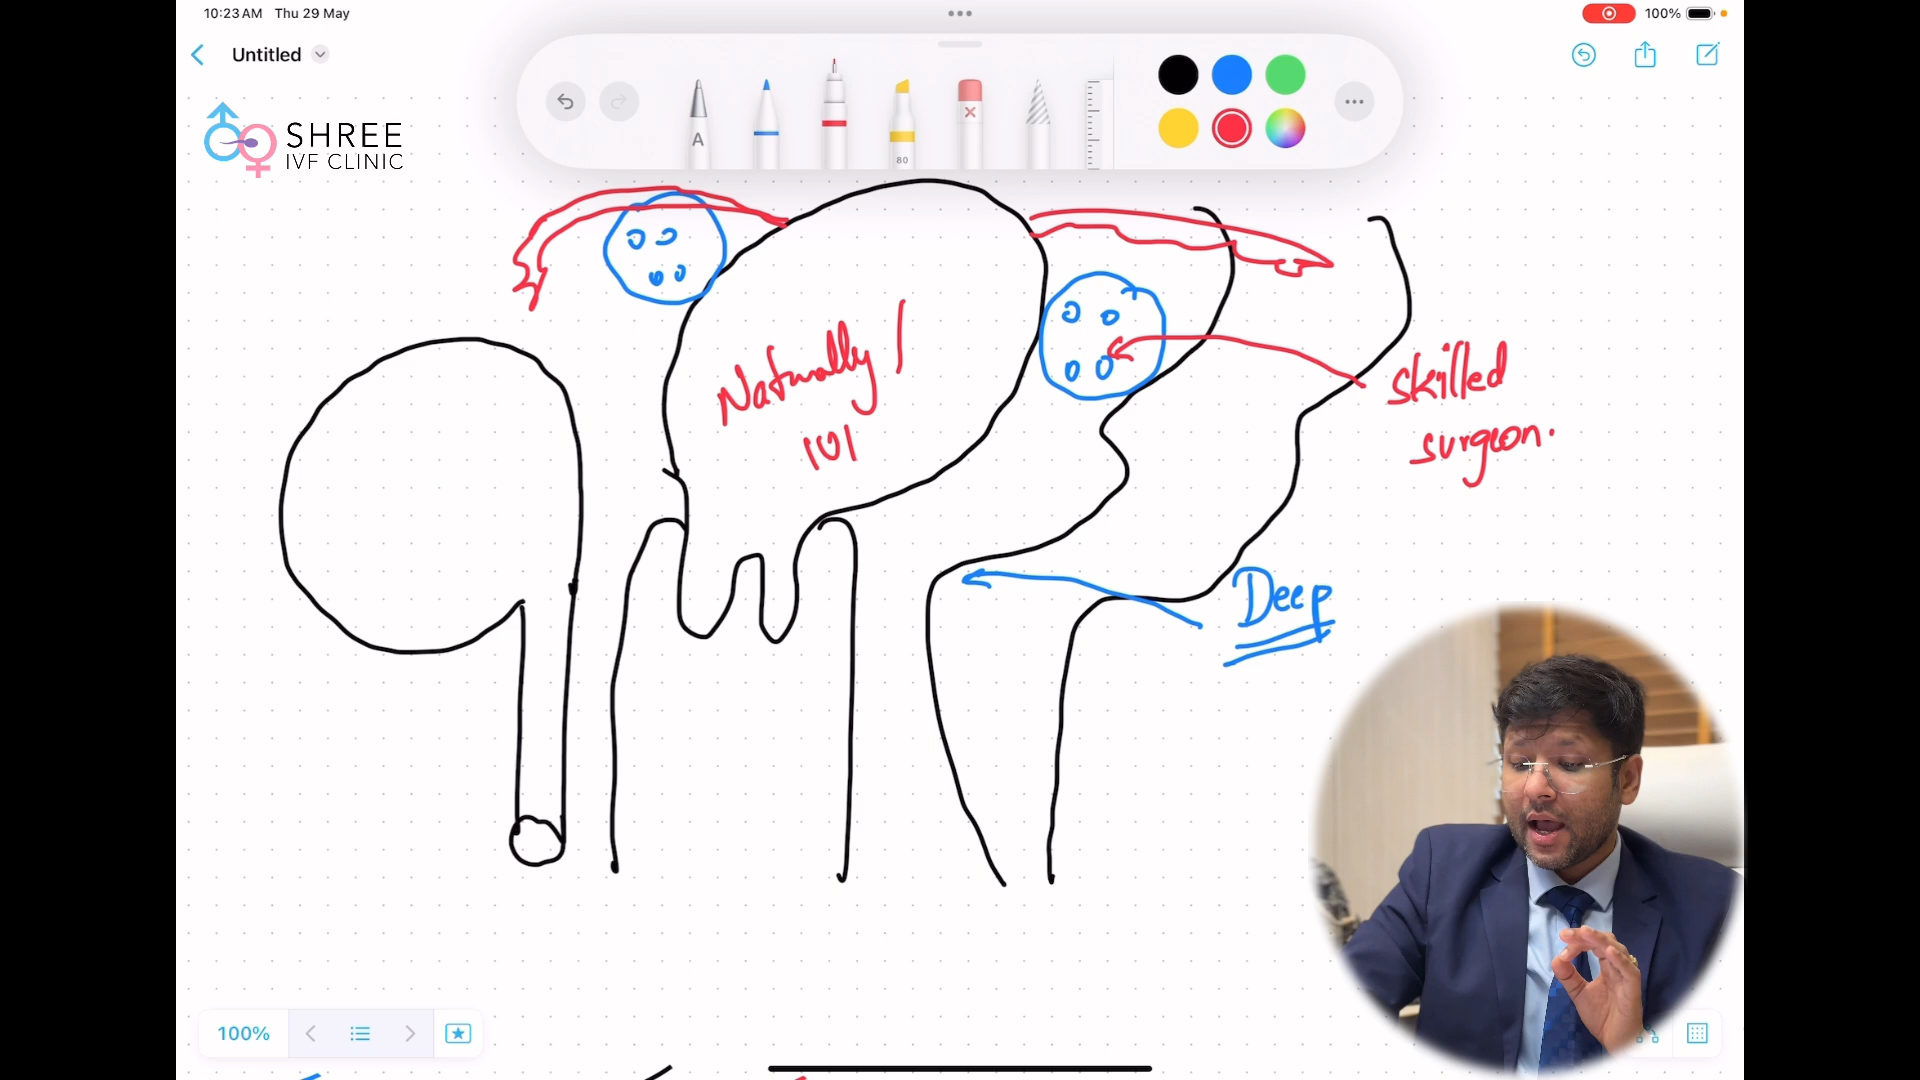 10:23 AM Thu 29 May
100%
Untitled
A
80
SHREE
IVF CLINIC
Naturally /
IUI
Skilled
surgeon.
Deep
100%